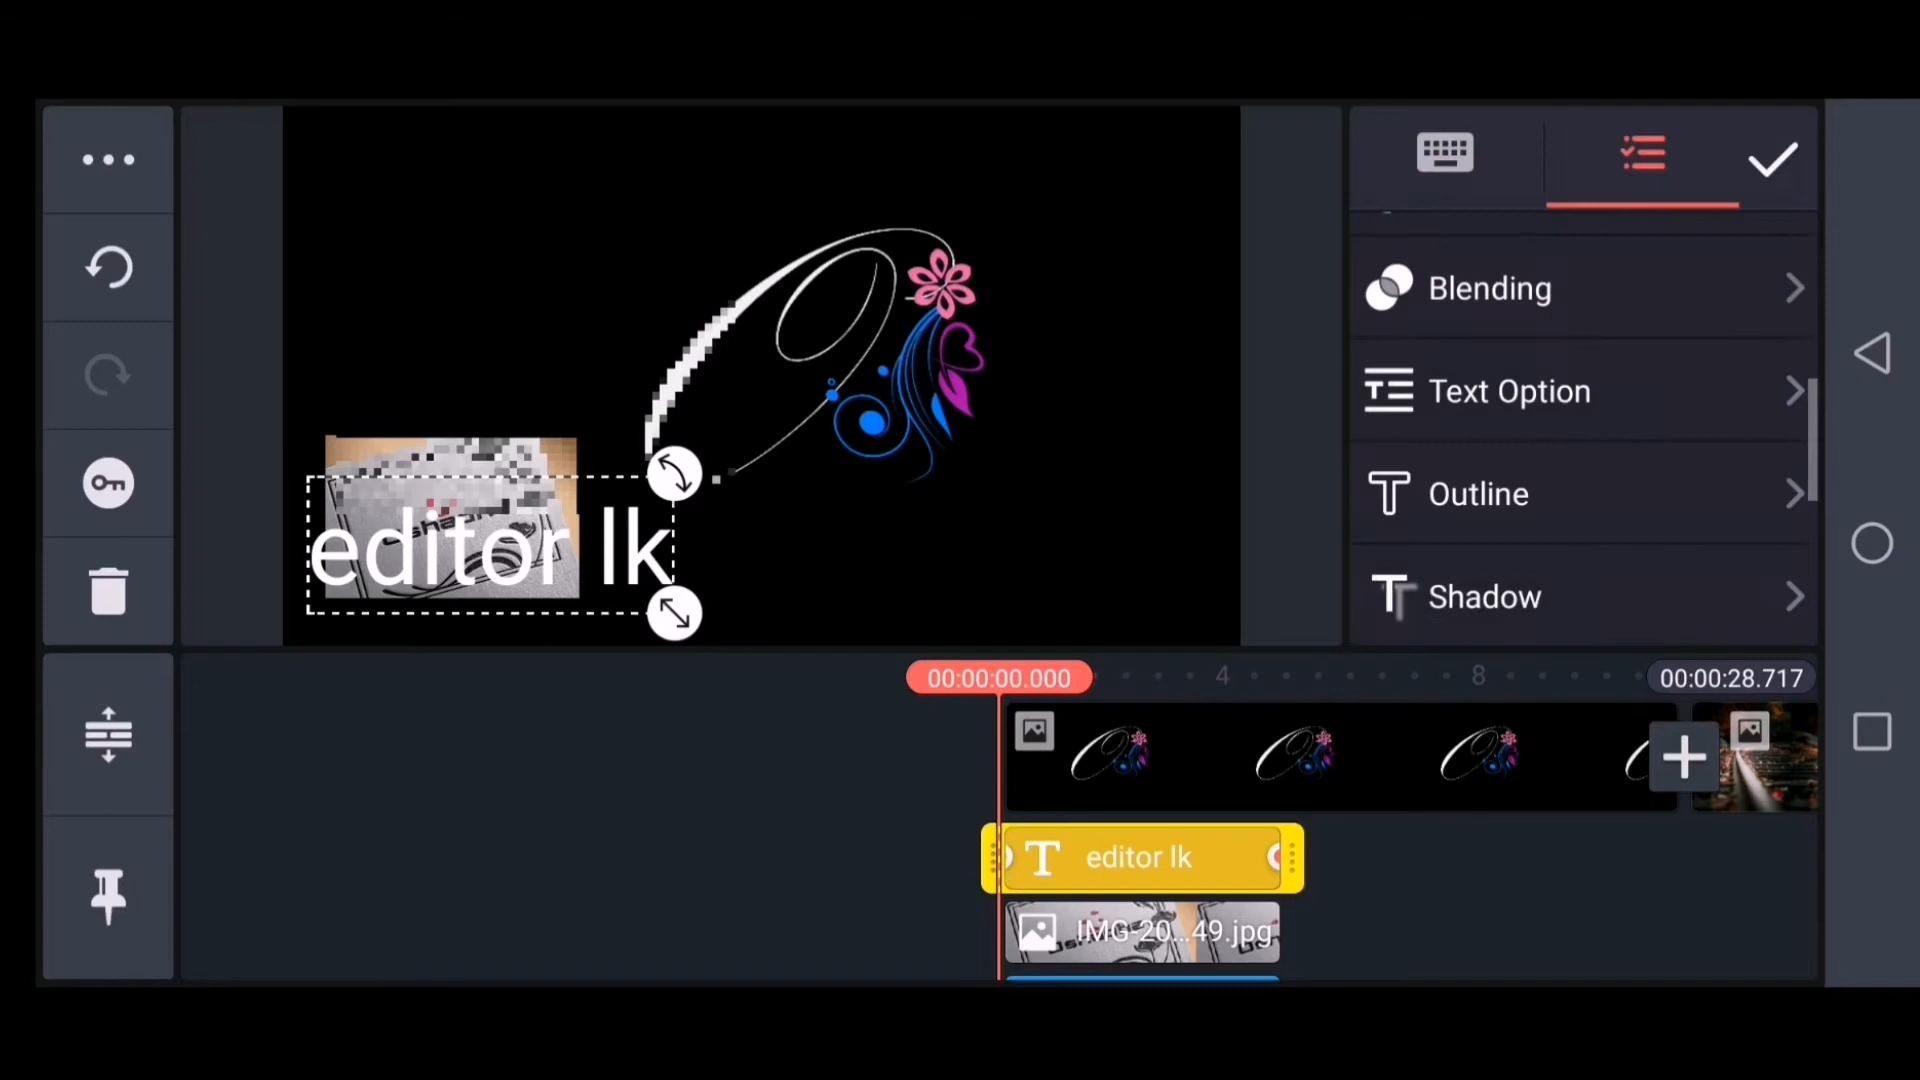 Blending
Text Option
Outline
Shadow
editor lk
00:00:00.000
4
8
00:00:28.717
T editor lk
IMG-20...49.jpg